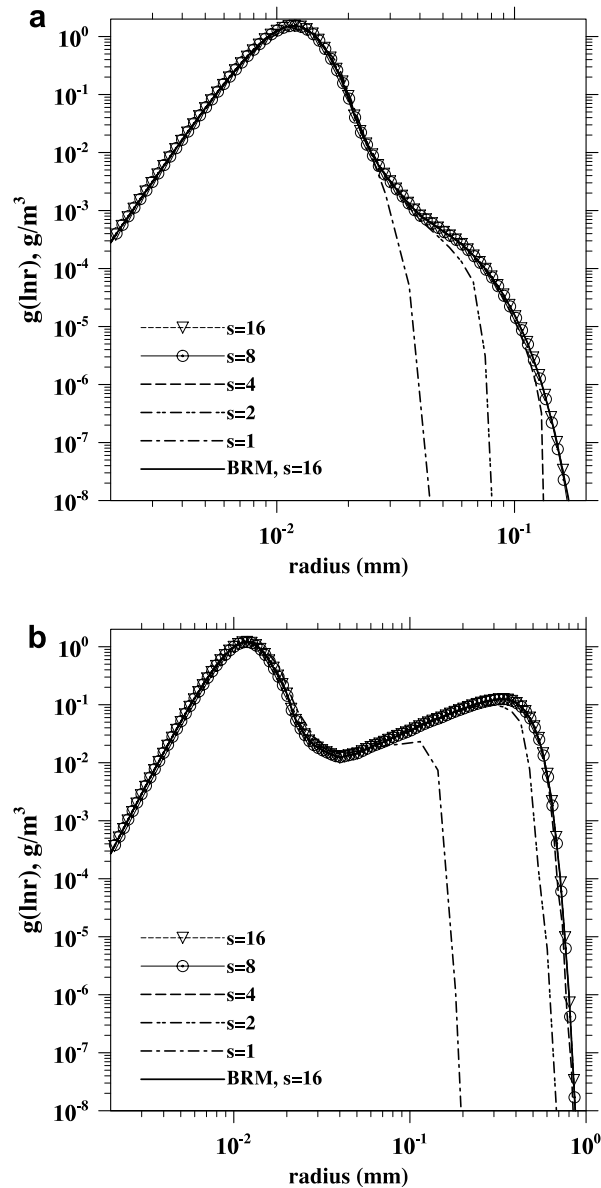 a
10^0
10^-1
10^-2
10^-3
10^-4
10^-5
10^-6
10^-7
10^-8
g(lnr), g/m^3
s=16
s=8
s=4
s=2
s=1
BRM, s=16
10^-2
10^-1
radius (mm)
b
10^0
10^-1
10^-2
10^-3
10^-4
10^-5
10^-6
10^-7
10^-8
g(lnr), g/m^3
s=16
s=8
s=4
s=2
s=1
BRM, s=16
10^-2
10^-1
10^0
radius (mm)